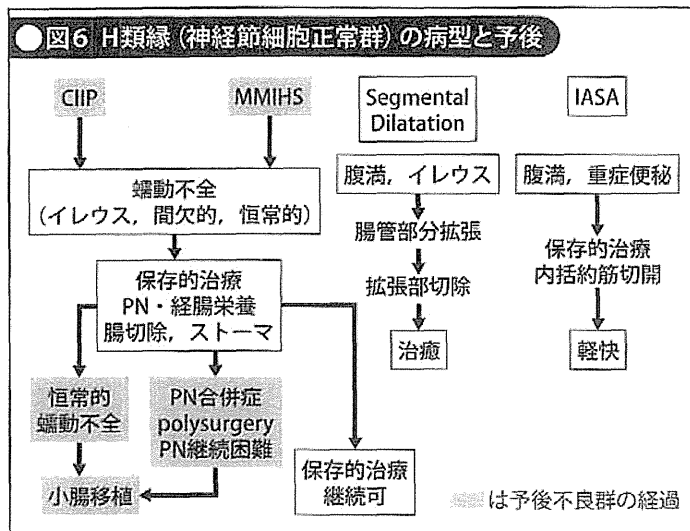 ●図6 H類縁(神経節細胞正常群)の病型と予後
CIIP
MMIHS
Segmental
Dilatation
IASA
蠕動不全
(イレウス,間欠的,恒常的)
腹満,イレウス
腹満,重症便秘
腸管部分拡張
保存的治療
内括約筋切開
拡張部切除
保存的治療
PN・経腸栄養
腸切除,ストーマ
治癒
軽快
恒常的
蠕動不全
PN合併症
polysurgery
PN継続困難
小腸移植
保存的治療
継続可
は予後不良群の経過